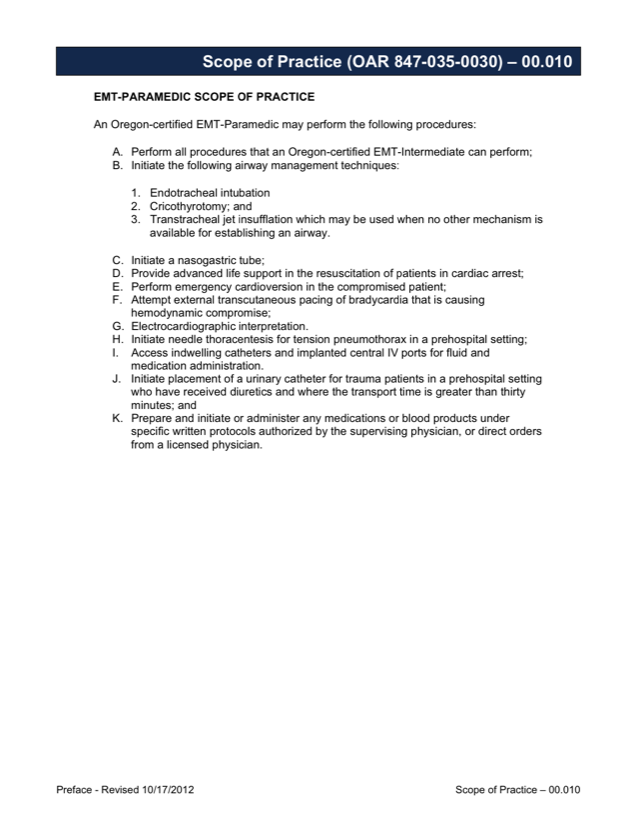 Scope of Practice (OAR 847-035-0030) – 00.010
EMT-PARAMEDIC SCOPE OF PRACTICE
An Oregon-certified EMT-Paramedic may perform the following procedures:
A. Perform all procedures that an Oregon-certified EMT-Intermediate can perform;
B. Initiate the following airway management techniques:
1. Endotracheal intubation
2. Cricothyrotomy; and
3. Transtracheal jet insufflation which may be used when no other mechanism is
available for establishing an airway.
C. Initiate a nasogastric tube;
D. Provide advanced life support in the resuscitation of patients in cardiac arrest;
E. Perform emergency cardioversion in the compromised patient;
F. Attempt external transcutaneous pacing of bradycardia that is causing
hemodynamic compromise;
G. Electrocardiographic interpretation.
H. Initiate needle thoracentesis for tension pneumothorax in a prehospital setting;
I. Access indwelling catheters and implanted central IV ports for fluid and
medication administration.
J. Initiate placement of a urinary catheter for trauma patients in a prehospital setting
who have received diuretics and where the transport time is greater than thirty
minutes; and
K. Prepare and initiate or administer any medications or blood products under
specific written protocols authorized by the supervising physician, or direct orders
from a licensed physician.
Preface - Revised 10/17/2012
Scope of Practice – 00.010